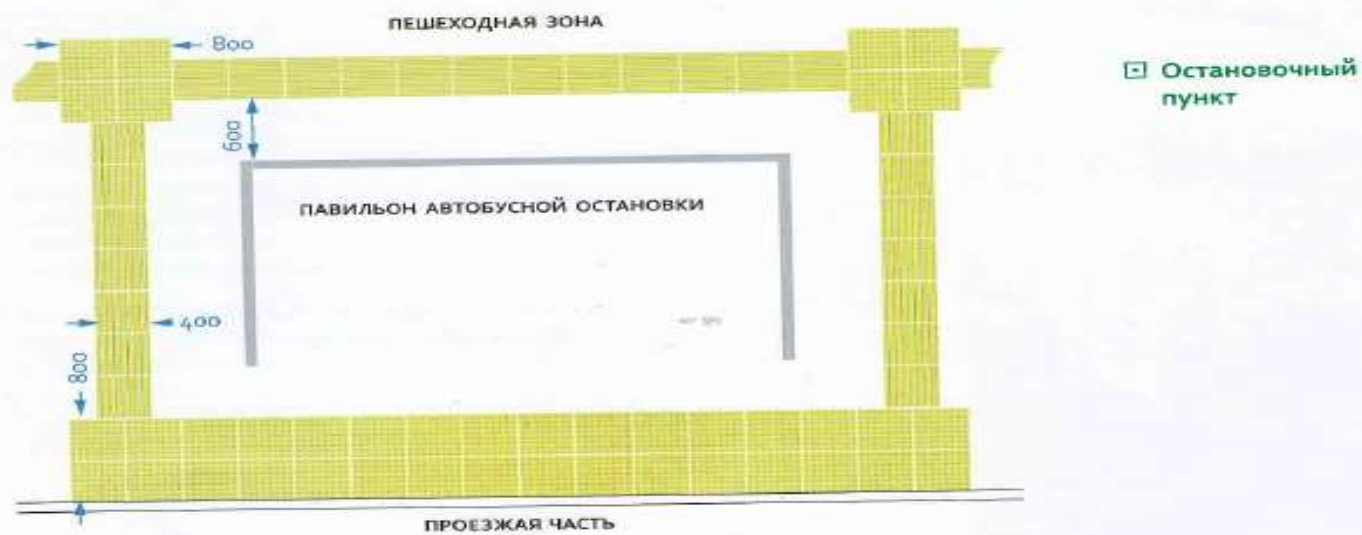 ПЕШЕХОДНАЯ ЗОНА
800
Остановочный
пункт
600
ПАВИЛЬОН АВТОБУСНОЙ ОСТАНОВКИ
400
800
ПРОЕЗЖАЯ ЧАСТЬ